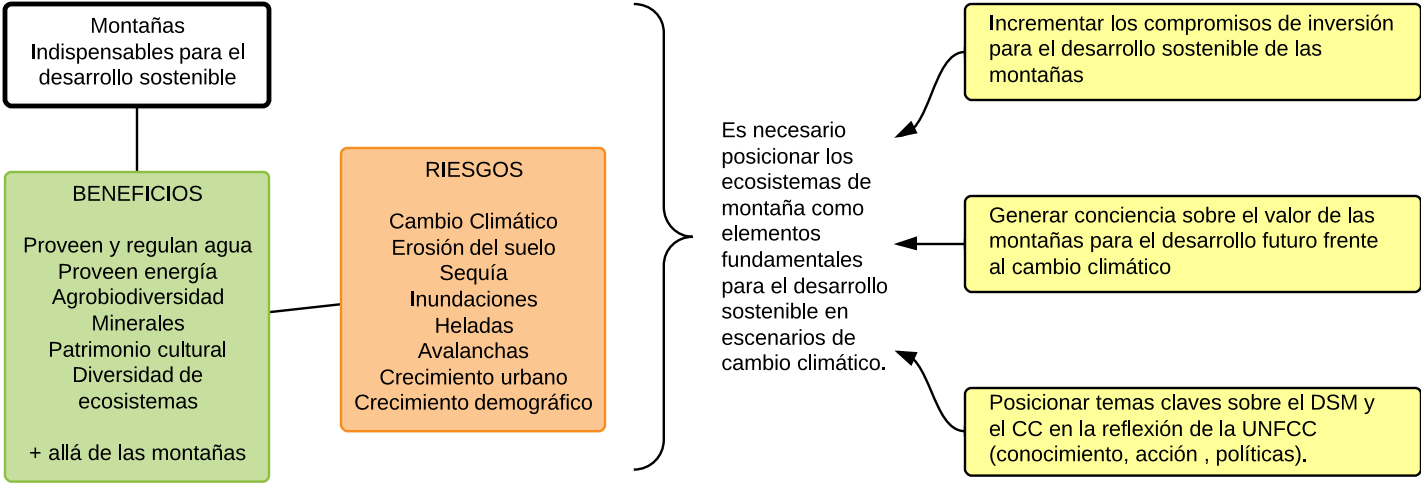 Montañas
Indispensables para el
desarrollo sostenible
BENEFICIOS
Proveen y regulan agua
Proveen energía
Agrobiodiversidad
Minerales
Patrimonio cultural
Diversidad de
ecosistemas
+ allá de las montañas
RIESGOS
Cambio Climático
Erosión del suelo
Sequía
Inundaciones
Heladas
Avalanchas
Crecimiento urbano
Crecimiento demográfico
Es necesario
posicionar los
ecosistemas de
montaña como
elementos
fundamentales
para el desarrollo
sostenible en
escenarios de
cambio climático.
Incrementar los compromisos de inversión
para el desarrollo sostenible de las
montañas
Generar conciencia sobre el valor de las
montañas para el desarrollo futuro frente
al cambio climático
Posicionar temas claves sobre el DSM y
el CC en la reflexión de la UNFCC
(conocimiento, acción , políticas).